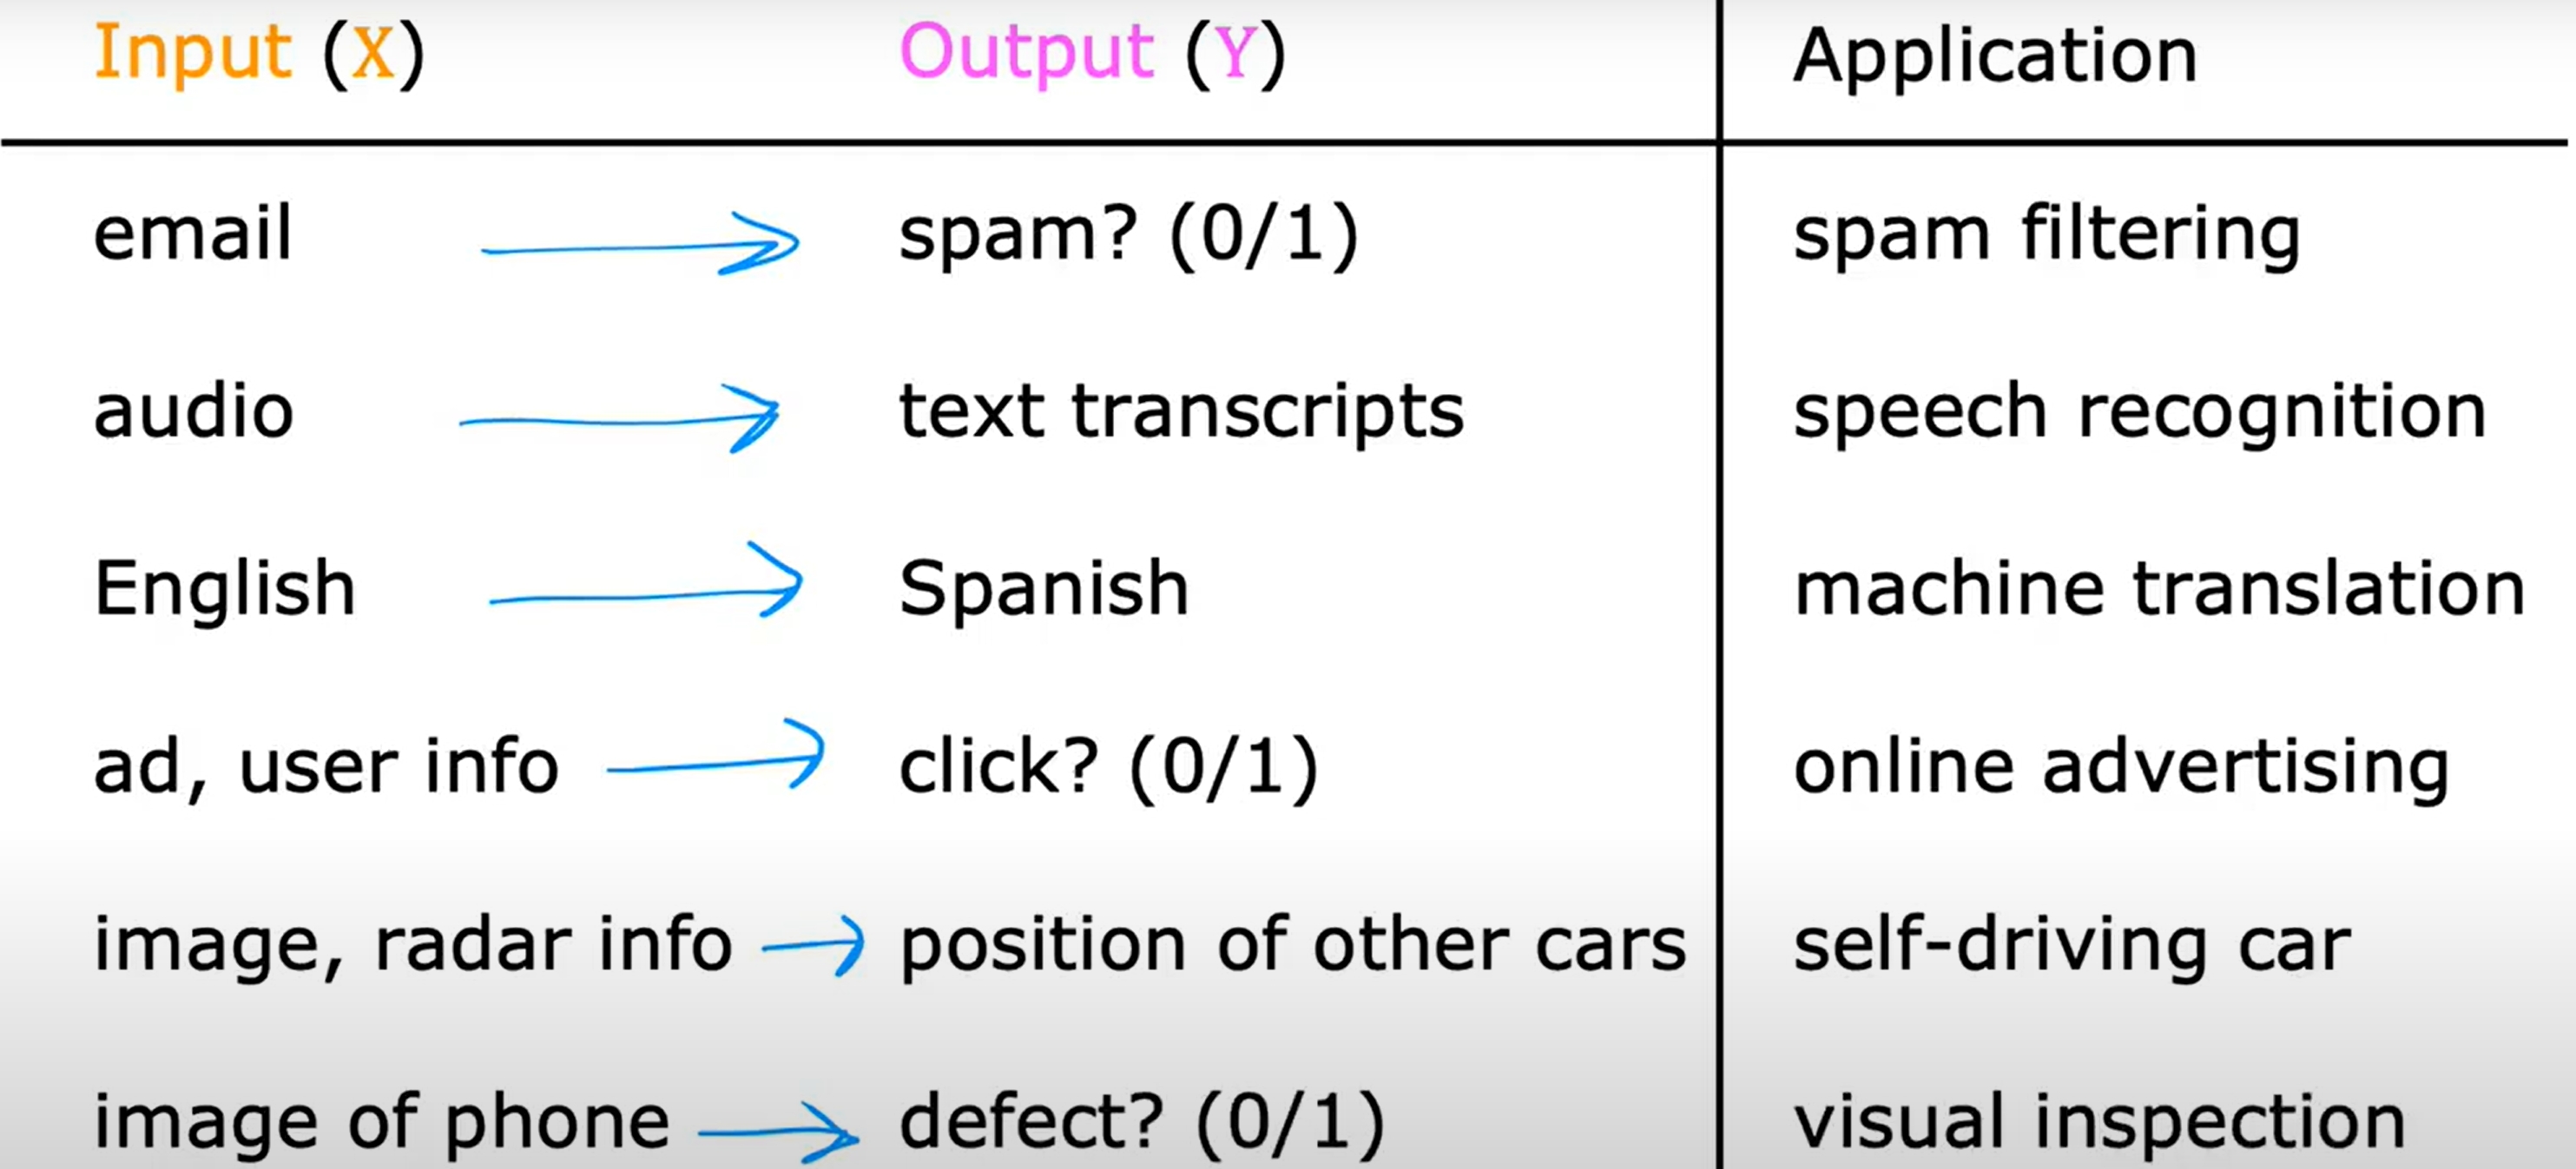 Input (X) Output (Y) Application
email spam? (0/1) spam filtering
audio text transcripts speech recognition
English Spanish machine translation
ad, user info click? (0/1) online advertising
image, radar info position of other cars self-driving car
image of phone defect? (0/1) visual inspection